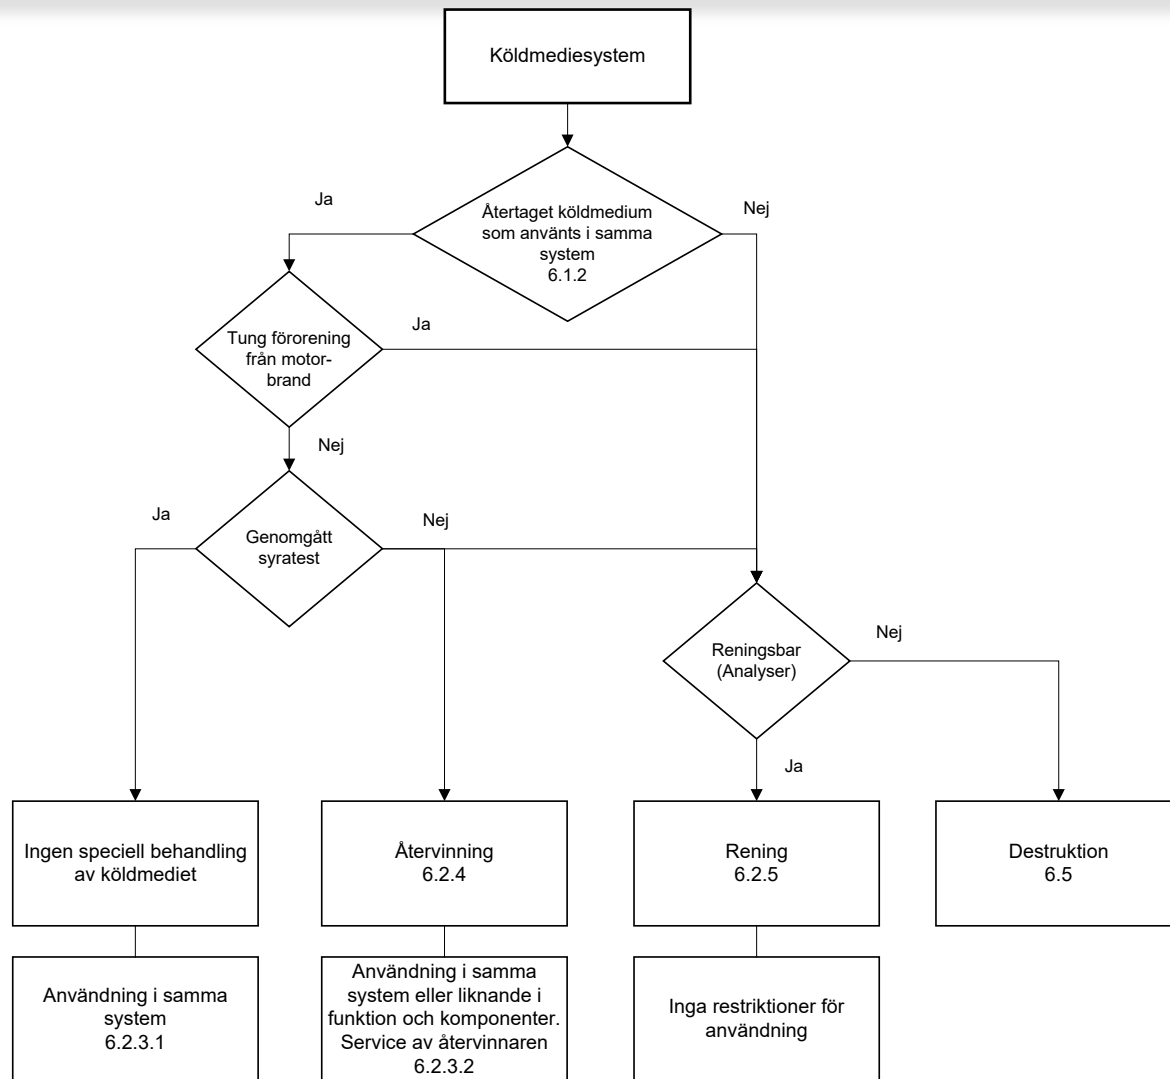 Köldmediesystem
Ja
Nej
Återtaget köldmedium
som använts i samma
system
6.1.2
Ja
Tung förorening
från motor-
brand
Nej
Ja
Nej
Genomgått
syratest
Nej
Reningsbar
(Analyser)
Ja
Ingen speciell behandling
av köldmediet
Återvinning
6.2.4
Rening
6.2.5
Destruktion
6.5
Användning i samma
system
6.2.3.1
Användning i samma
system eller liknande i
funktion och komponenter.
Service av återvinnaren
6.2.3.2
Inga restriktioner för
användning